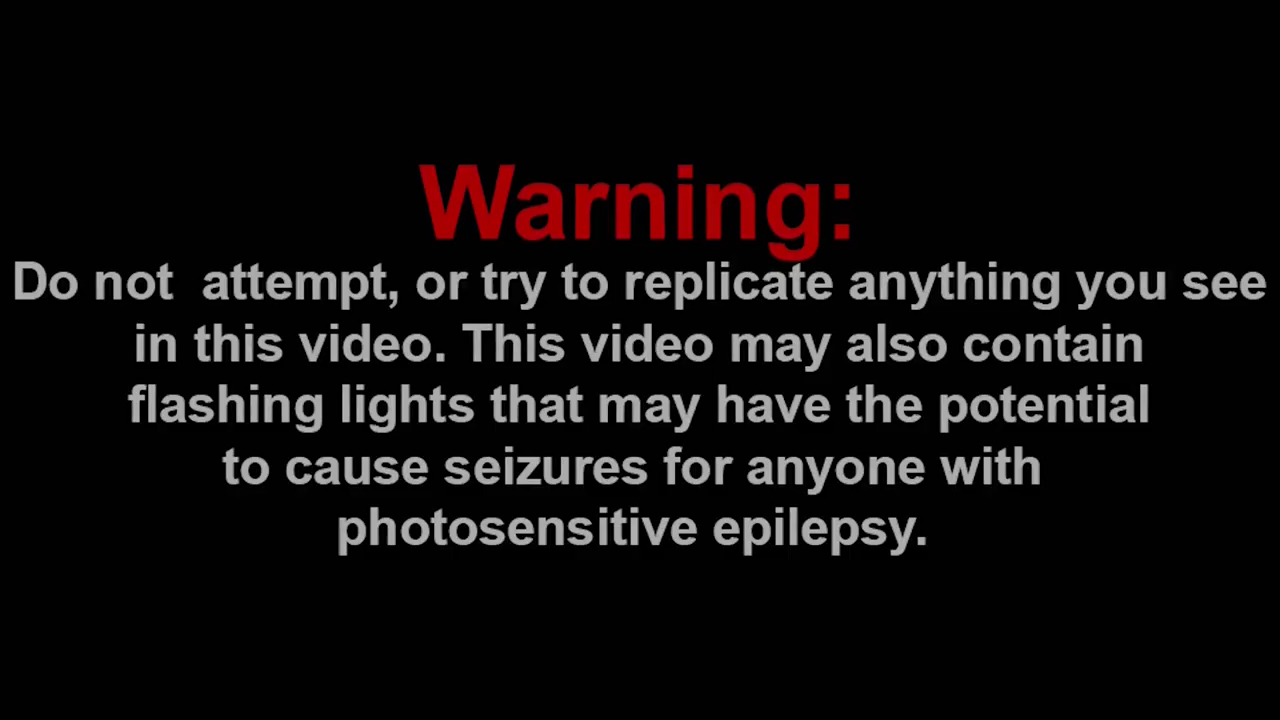 Warning:
Do not  attempt, or try to replicate anything you see
in this video. This video may also contain
flashing lights that may have the potential
to cause seizures for anyone with
photosensitive epilepsy.